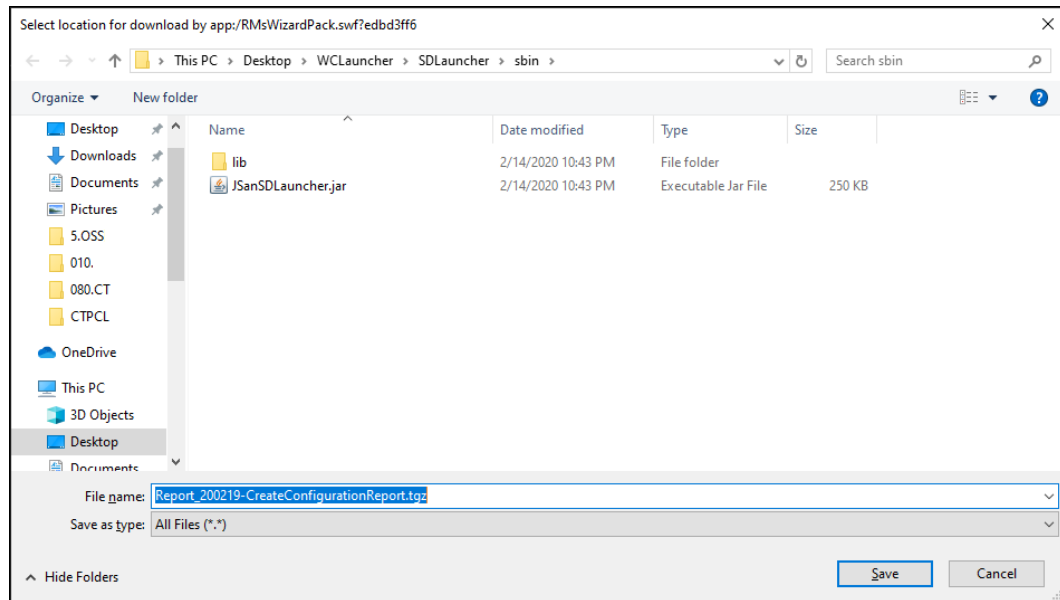 Select location for download by app:/RMsWizardPack.swf?edbd3ff6
This PC > Desktop > WCLauncher > SDLauncher > sbin >
Search sbin
Organize New folder
Name Date modified Type Size
Desktop
Downloads
Documents
Pictures
5.OSS
010.
080.CT
CTPCL
OneDrive
This PC
3D Objects
Desktop
Documents
lib 2/14/2020 10:43 PM File folder
JSanSDLauncher.jar 2/14/2020 10:43 PM Executable Jar File 250 KB
File name: Report_200219-CreateConfigurationReport.tgz
Save as type: All Files (*.*)
Hide Folders
Save Cancel